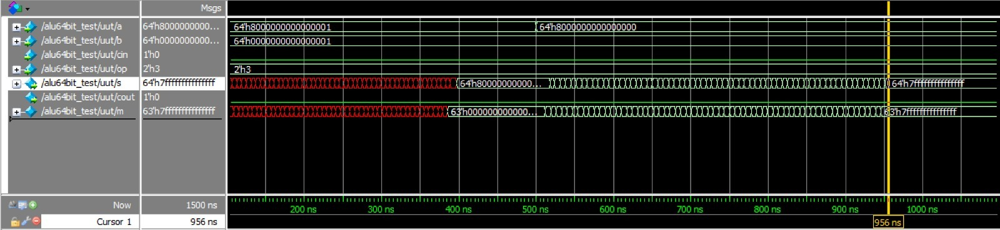 Msgs
/alu64bit_test/uut/a 64'h8000000000... 64'h8000000000000001 64'h8000000000000000
/alu64bit_test/uut/b 64'h0000000000... 64'h0000000000000001
/alu64bit_test/uut/cin 1'h0
/alu64bit_test/uut/op 2'h3 2'h3
/alu64bit_test/uut/s 64'h7fffffffffffffff 64'h80000000000... 64'h7fffffffffffffff
/alu64bit_test/uut/cout 1'h0
/alu64bit_test/uut/m 63'h7fffffffffffffff 63'h000000000000... 63'h7fffffffffffffff
Now 1500 ns 200 ns 300 ns 400 ns 500 ns 600 ns 700 ns 800 ns 900 ns 1000 ns
Cursor 1 956 ns 956 ns